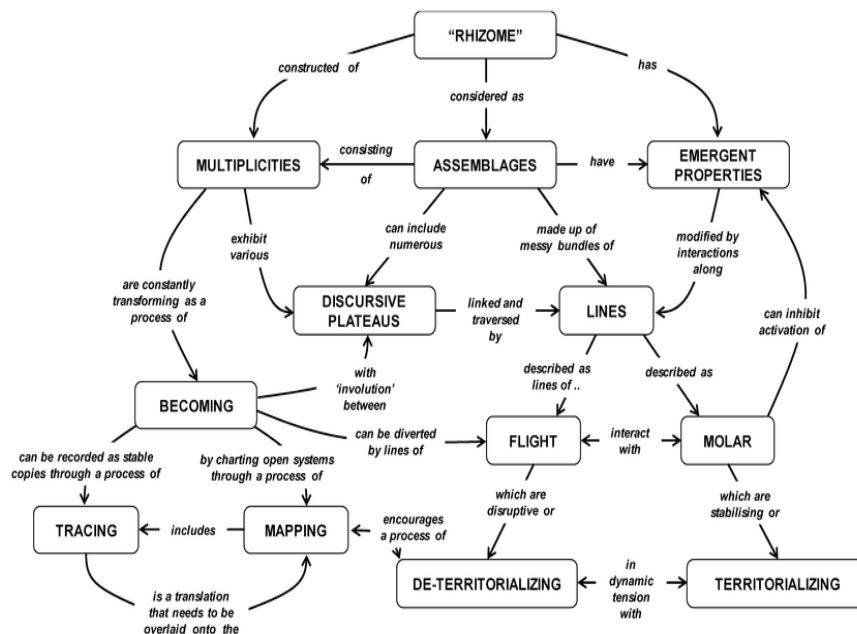 “RHIZOME”
constructed of
considered as
has
MULTIPLICITIES
consisting
of
ASSEMBLAGES
have
EMERGENT
PROPERTIES
exhibit
various
can include
numerous
made up of
messy bundles of
modified by
interactions
along
are constantly
transforming as a
process of
DISCURSIVE
PLATEAUS
linked and
traversed
by
LINES
can inhibit
activation of
with
‘involution’
between
described as
lines of ..
described as
BECOMING
can be recorded as stable
copies through a process of
by charting open systems
through a process of
can be diverted
by lines of
FLIGHT
interact
with
MOLAR
which are
disruptive or
which are
stabilising or
TRACING
includes
MAPPING
encourages
a process of
DE-TERRITORIALIZING
in
dynamic
tension
with
TERRITORIALIZING
is a translation
that needs to be
overlaid onto the